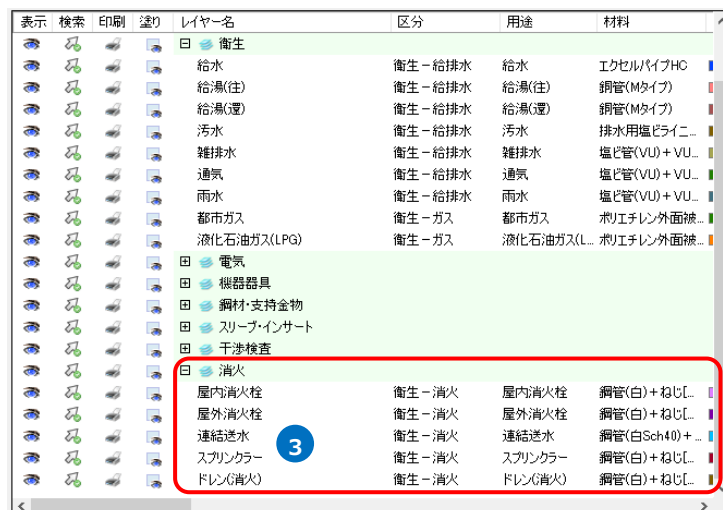 表示 検索 印刷 塗り レイヤー名 区分 用途 材料
衛生
給水 衛生－給排水 給水 エクセルパイプHC
給湯(往) 衛生－給排水 給湯(往) 銅管(Mタイプ)
給湯(還) 衛生－給排水 給湯(還) 銅管(Mタイプ)
汚水 衛生－給排水 汚水 排水用塩ビライニ...
雑排水 衛生－給排水 雑排水 塩ビ管(VU)＋VU...
通気 衛生－給排水 通気 塩ビ管(VU)＋VU...
雨水 衛生－給排水 雨水 塩ビ管(VU)＋VU...
都市ガス 衛生－ガス 都市ガス ポリエチレン外面被...
液化石油ガス(LPG) 衛生－ガス 液化石油ガス(L... ポリエチレン外面被...
電気
機器器具
鋼材・支持金物
スリーブ・インサート
干渉検査
消火
屋内消火栓 衛生－消火 屋内消火栓 鋼管(白)＋ねじ[...
屋外消火栓 衛生－消火 屋外消火栓 鋼管(白)＋ねじ[...
連結送水 衛生－消火 連結送水 鋼管(白Sch40)＋...
スプリンクラー 衛生－消火 スプリンクラー 鋼管(白)＋ねじ[...
ドレン(消火) 衛生－消火 ドレン(消火) 鋼管(白)＋ねじ[...
3